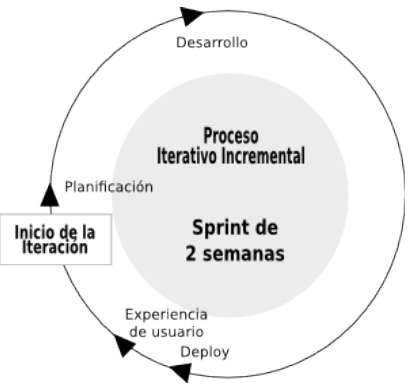 Desarrollo
Proceso
Iterativo Incremental
Planificación
Inicio de la
Iteración
Sprint de
2 semanas
Experiencia
de usuario
Deploy